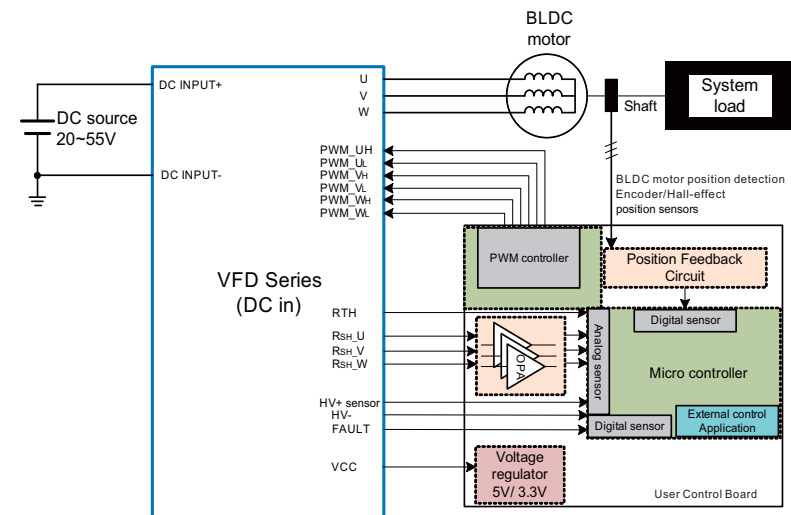 BLDC
motor
DC INPUT+
U
V
W
System
load
Shaft
DC source
20~55V
PWM_UH
PWM_UL
PWM_VH
PWM_VL
PWM_WH
PWM_WL
DC INPUT-
BLDC motor position detection
Encoder/Hall-effect
position sensors
PWM controller
Position Feedback
Circuit
VFD Series
(DC in)
RTH
RSH_U
RSH_V
RSH_W
OPA
Analog sensor
Digital sensor
Micro controller
HV+ sensor
HV-
FAULT
Digital sensor
External control
Application
VCC
Voltage
regulator
5V/ 3.3V
User Control Board